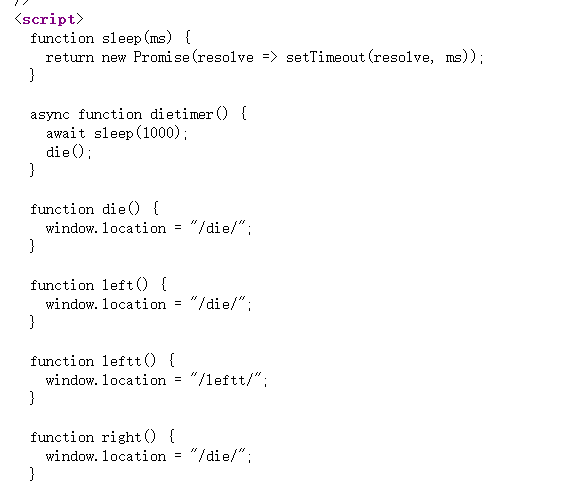 />
<script>
function sleep(ms) {
return new Promise(resolve => setTimeout(resolve, ms));
}
async function dietimer() {
await sleep(1000);
die();
}
function die() {
window.location = "/die/";
}
function left() {
window.location = "/die/";
}
function leftt() {
window.location = "/leftt/";
}
function right() {
window.location = "/die/";
}